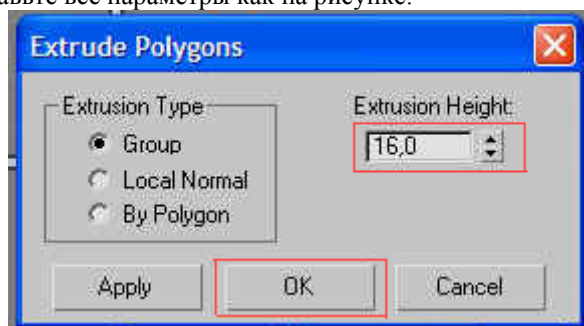 все параметры как на рисунке.
Extrude Polygons
Extrusion Type
Group
Local Normal
By Polygon
Extrusion Height:
16,0
Apply
OK
Cancel